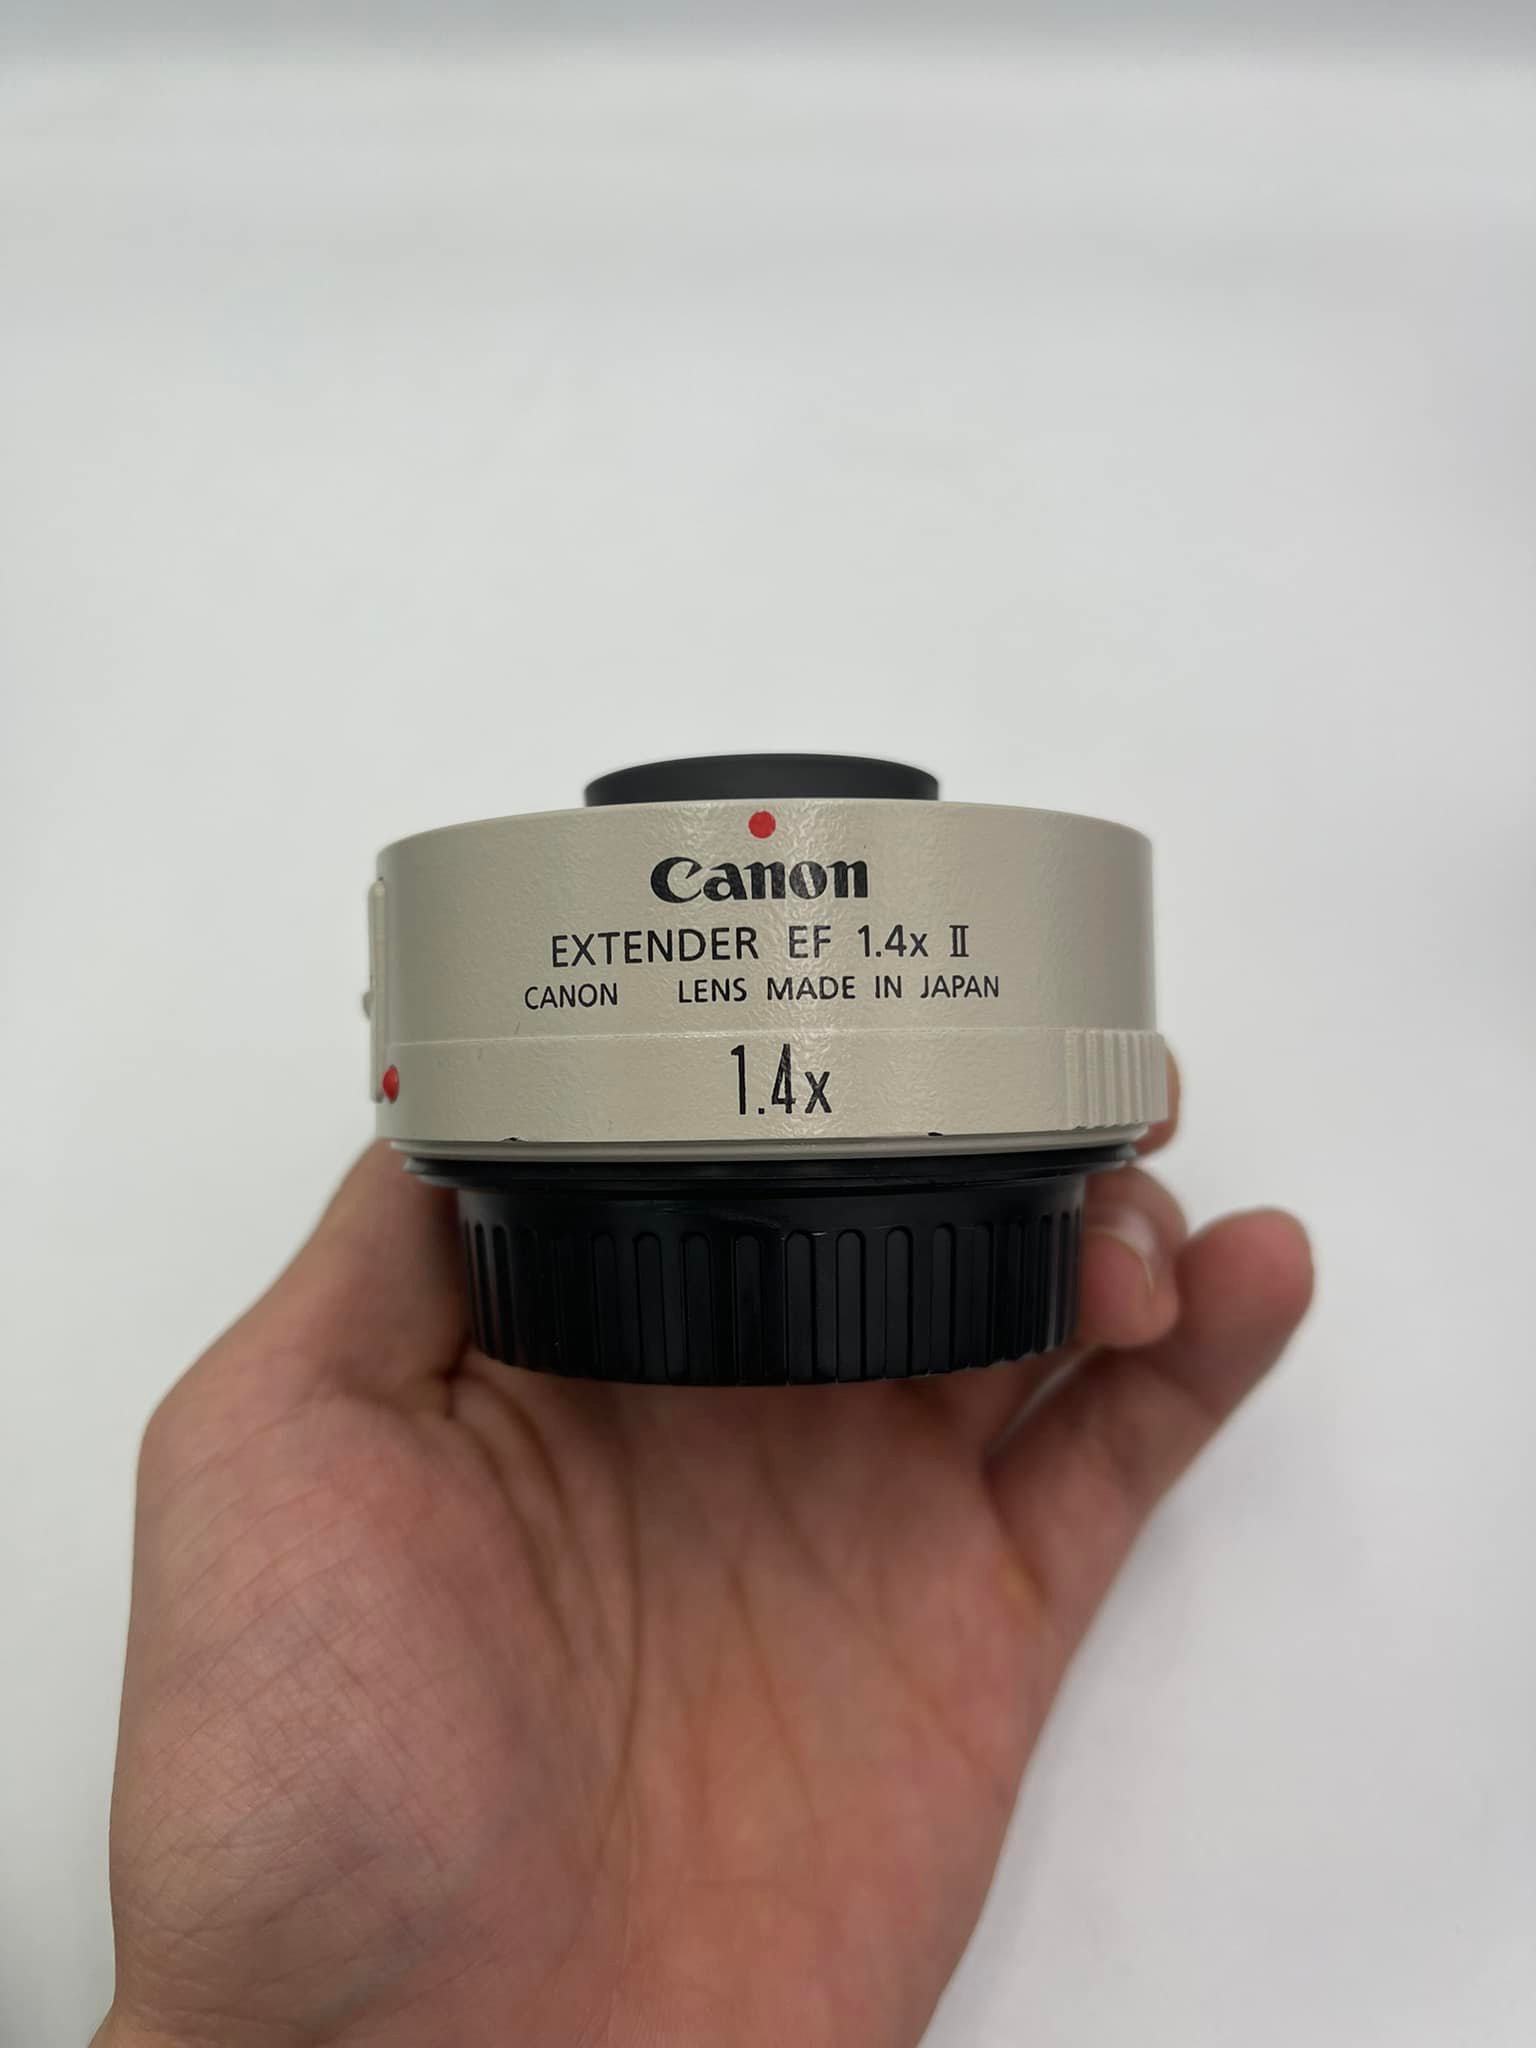 Canon
EXTENDER EF 1.4x II
CANON LENS MADE IN JAPAN
1.4x